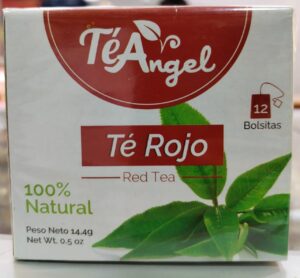 TéAngel
12
Bolsitas
Té Rojo
Red Tea
100%
Natural
Peso Neto 14.4g
Net Wt. 0.5 oz